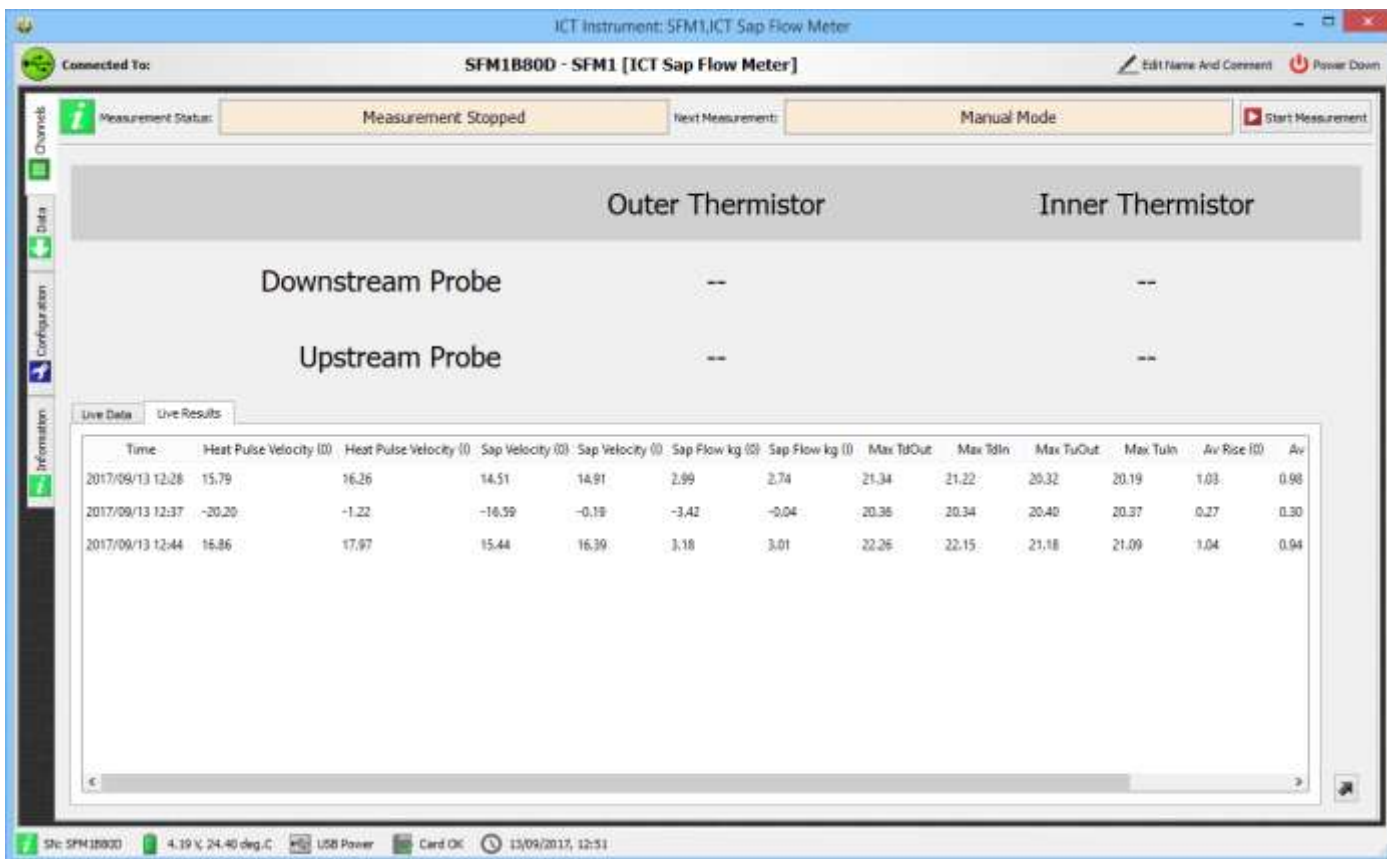 ICT Instrument: SFM1,ICT Sap Flow Meter
Connected To: SFM1B80D - SFM1 [ICT Sap Flow Meter] Edit Name And Comment Power Down
Measurement Status: Measurement Stopped Next Measurement: Manual Mode Start Measurement
Channels
Data
Configuration
Information
Outer Thermistor Inner Thermistor
Downstream Probe -- --
Upstream Probe -- --
Live Data Live Results
Time Heat Pulse Velocity (O) Heat Pulse Velocity (I) Sap Velocity (O) Sap Velocity (I) Sap Flow kg (O) Sap Flow kg (I) Max TdOut Max TdIn Max TuOut Max TuIn Av Rise (O) Av
2017/09/13 12:28 15.79 16.26 14.51 14.91 2.99 2.74 21.34 21.22 20.32 20.19 1.03 0.98
2017/09/13 12:37 -20.20 -1.22 -16.59 -0.19 -3.42 -0.04 20.36 20.34 20.40 20.37 0.27 0.30
2017/09/13 12:44 16.86 17.97 15.44 16.39 3.18 3.01 22.26 22.15 21.18 21.09 1.04 0.94
SN: SFM1B80D 4.19 V, 24.40 deg.C USB Power Card OK 13/09/2017, 12:51